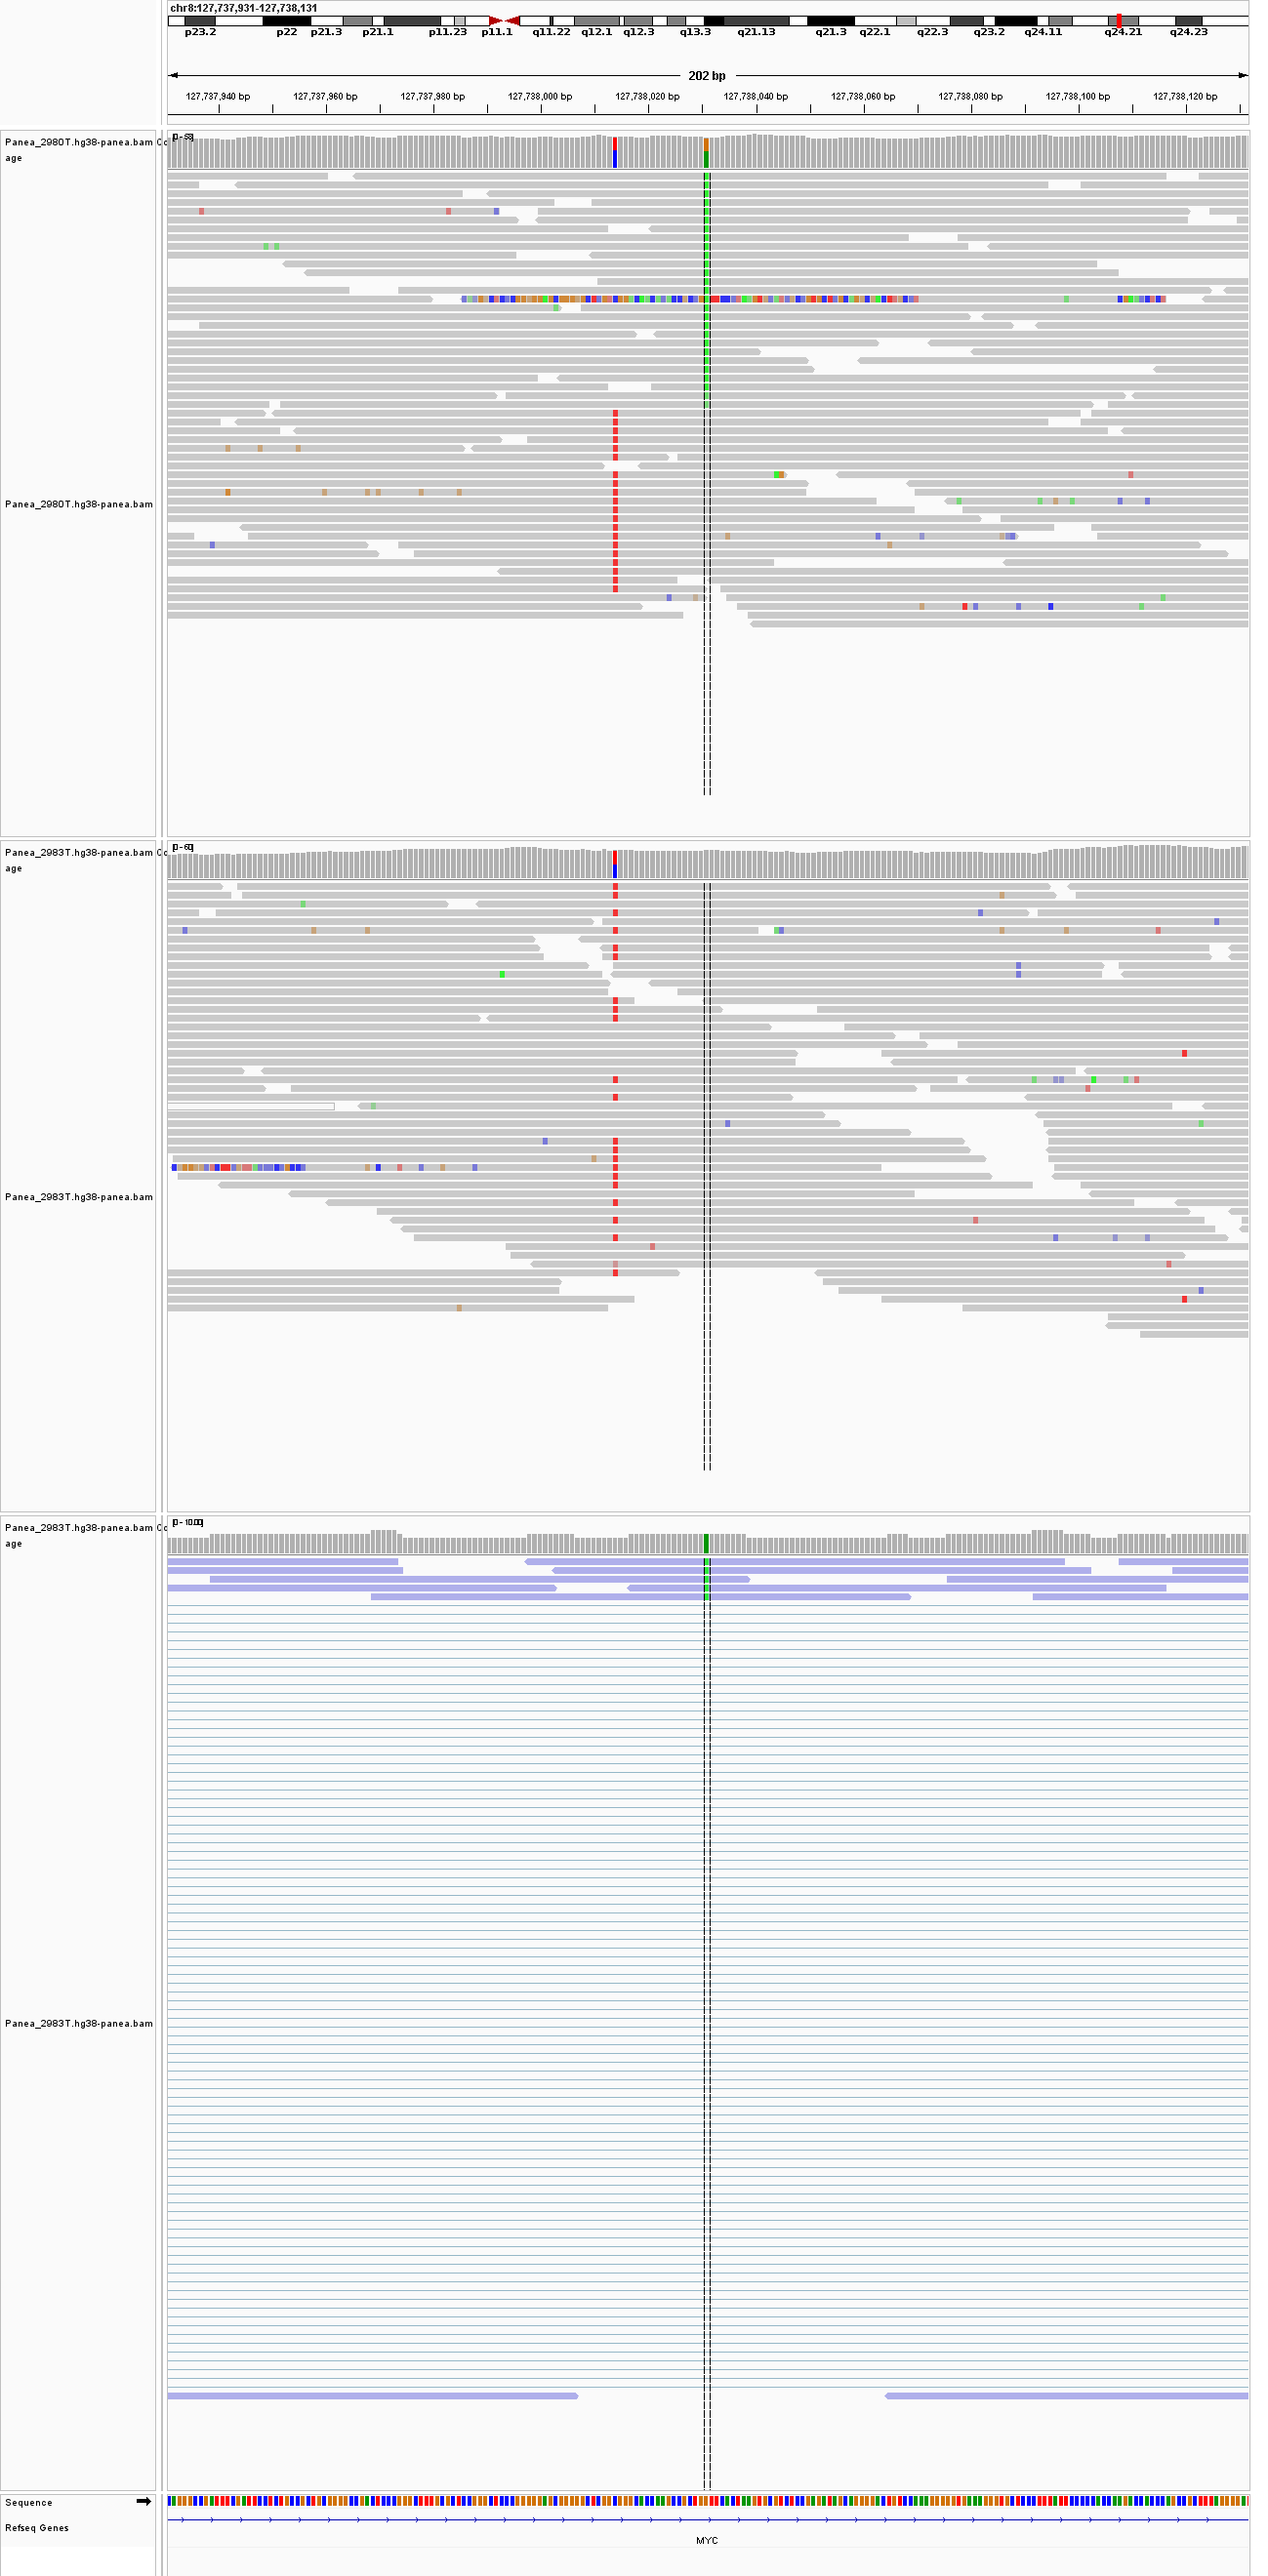 chr8:127,737,931-127,738,131
p23.2 p22 p21.3 p21.1 p11.23 p11.1 q11.22 q12.1 q12.3 q13.3 q21.13 q21.3 q22.1 q22.3 q23.2 q24.11 q24.21 q24.23
202 bp
127,737,940 bp 127,737,960 bp 127,737,980 bp 127,738,000 bp 127,738,020 bp 127,738,040 bp 127,738,060 bp 127,738,080 bp 127,738,100 bp 127,738,120 bp
Panea_2980T.hg38-panea.bam Co
age
Panea_2980T.hg38-panea.bam
Panea_2983T.hg38-panea.bam Co [0 - 60]
age
Panea_2983T.hg38-panea.bam
Panea_2983T.hg38-panea.bam Co [0 - 10.00]
age
Panea_2983T.hg38-panea.bam
Sequence
Refseq Genes
MYC